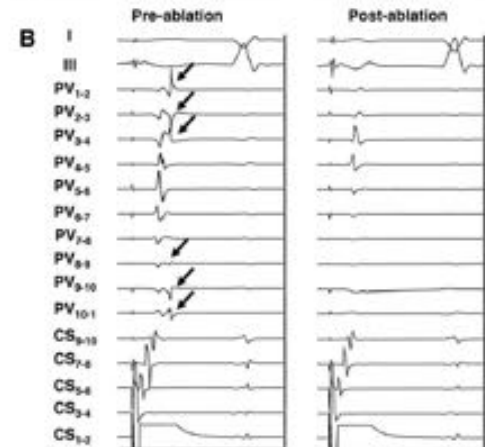 Pre-ablation Post-ablation
B
I
III
PV1-2
PV2-3
PV3-4
PV4-5
PV5-6
PV6-7
PV7-8
PV8-9
PV9-10
PV10-1
CS9-10
CS7-8
CS5-6
CS3-4
CS1-2